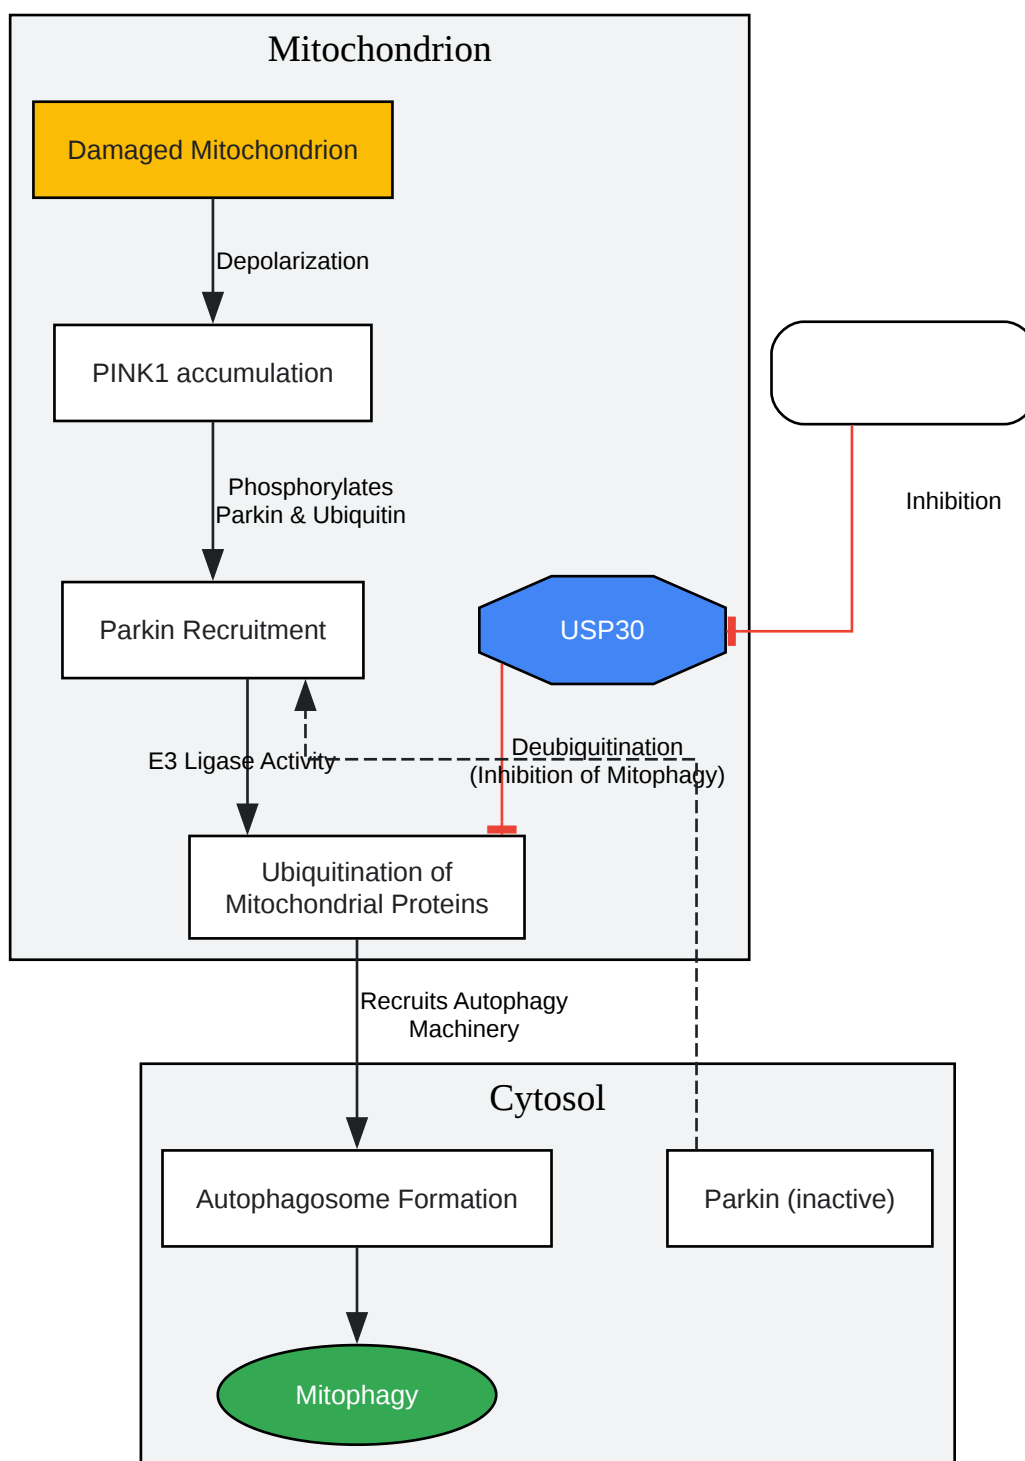 Mitochondrion
Damaged Mitochondrion
Depolarization
PINK1 accumulation
Phosphorylates
Parkin & Ubiquitin
Inhibition
Parkin Recruitment
USP30
E3 Ligase Activity
Deubiquitination
(Inhibition of Mitophagy)
Ubiquitination of
Mitochondrial Proteins
Recruits Autophagy
Machinery
Cytosol
Autophagosome Formation
Parkin (inactive)
Mitophagy